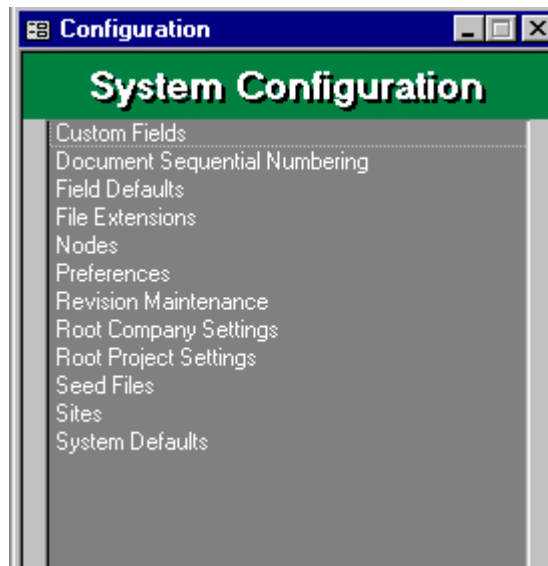 Configuration
System Configuration
Custom Fields
Document Sequential Numbering
Field Defaults
File Extensions
Nodes
Preferences
Revision Maintenance
Root Company Settings
Root Project Settings
Seed Files
Sites
System Defaults